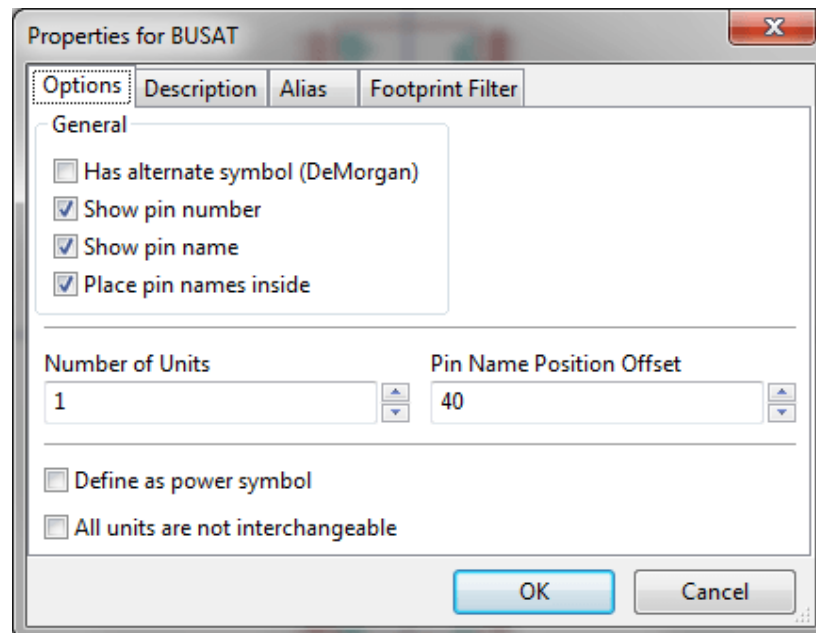 Properties for BUSAT
Options Description Alias Footprint Filter
General
Has alternate symbol (DeMorgan)
Show pin number
Show pin name
Place pin names inside
Number of Units Pin Name Position Offset
1 40
Define as power symbol
All units are not interchangeable
OK Cancel